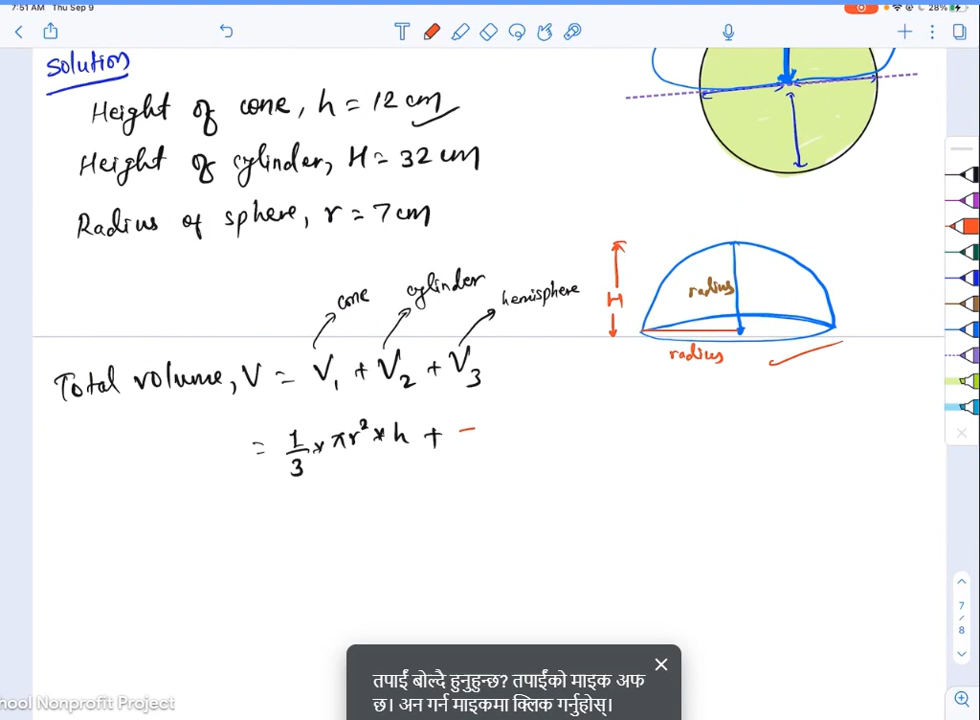 7:51 AM Thu Sep 9
28%
Solution
Height of cone, h = 12 cm
Height of cylinder, H = 32 cm
Radius of sphere, r = 7 cm
cone
cylinder
hemisphere
H
radius
radius
Total volume, V = V₁ + V₂ + V₃
= 1/3 * πr² * h +
7
/
8
तपाईं बोल्दै हुनुहुन्छ? तपाईंको माइक अफ
छ। अन गर्न माइकमा क्लिक गर्नुहोस्।
hool Nonprofit Project